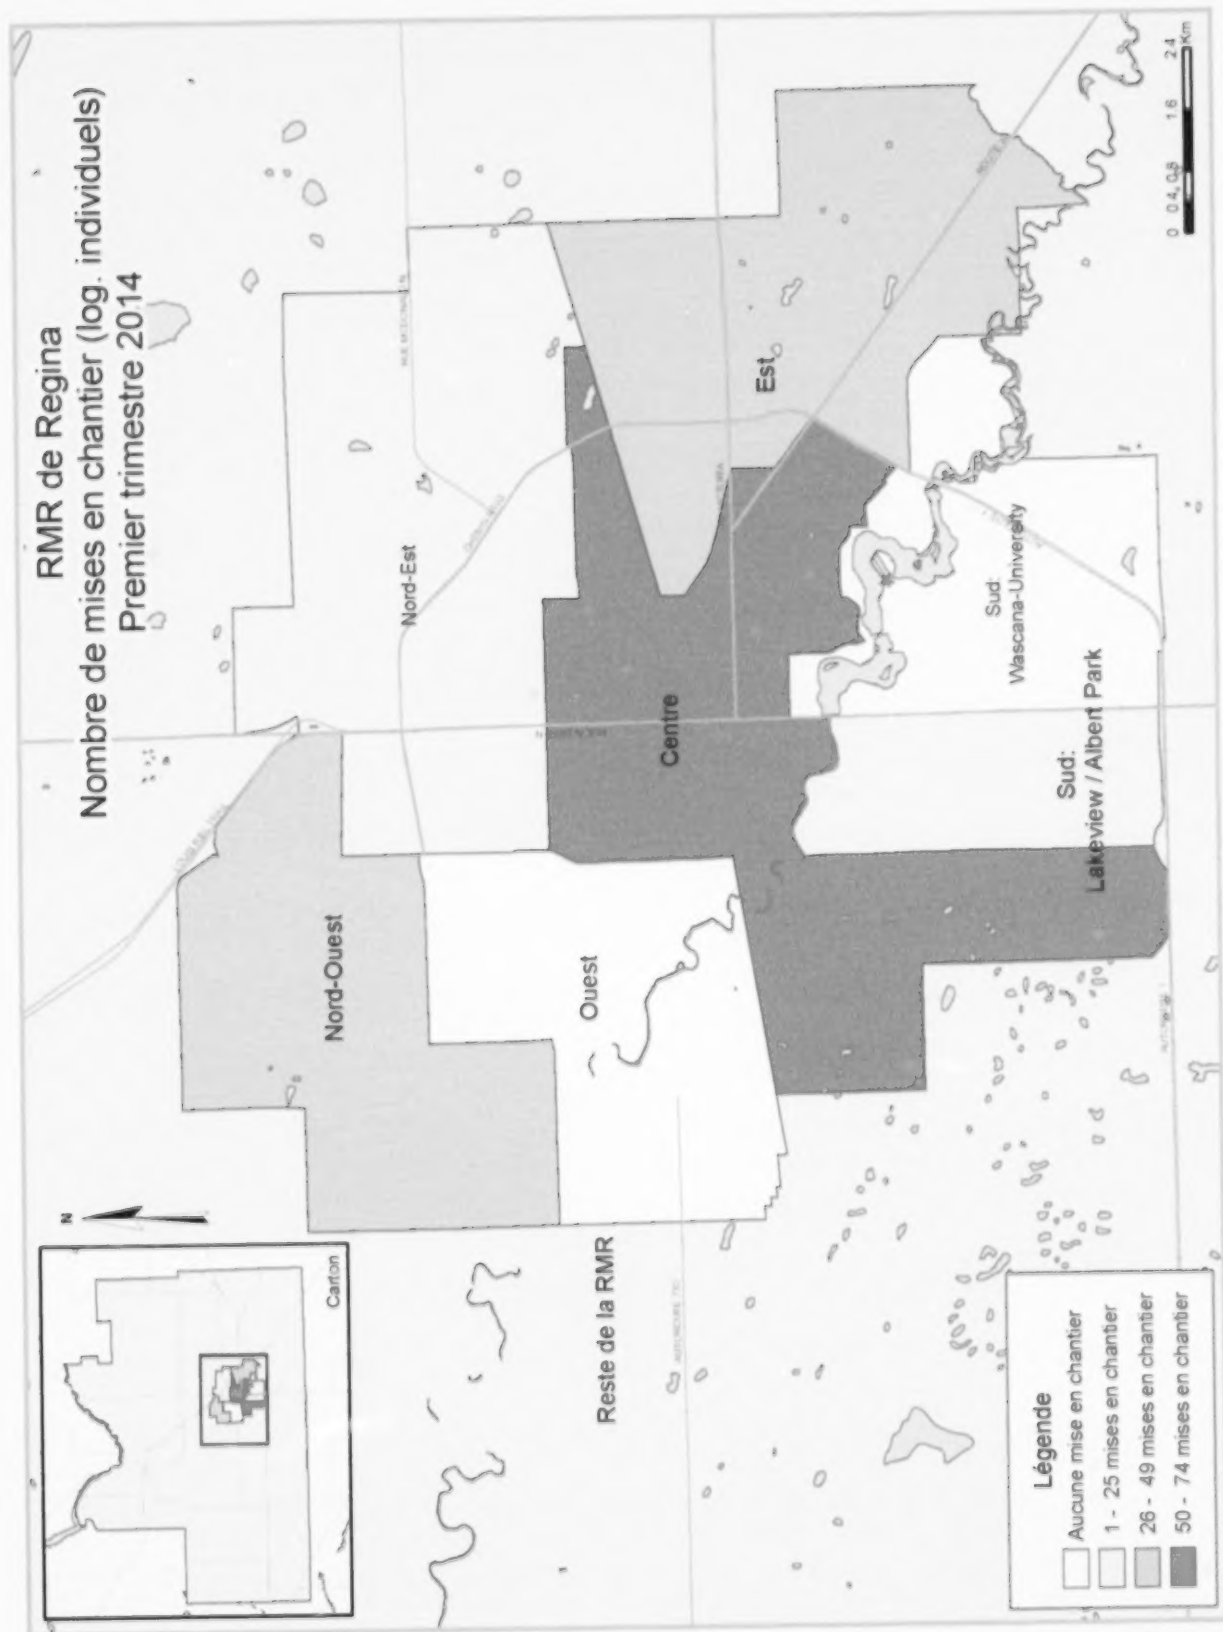 RMR de Regina
Nombre de mises en chantier (log. individuels)
Premier trimestre 2014
N
Carton
Nord-Ouest
Nord-Est
Ouest
Centre
Est
Reste de la RMR
Sud:
Wascana-University
Sud:
Lakeview / Albert Park
Légende
Aucune mise en chantier
1 - 25 mises en chantier
26 - 49 mises en chantier
50 - 74 mises en chantier
0 0.4 0.8 1.6 2.4
Km